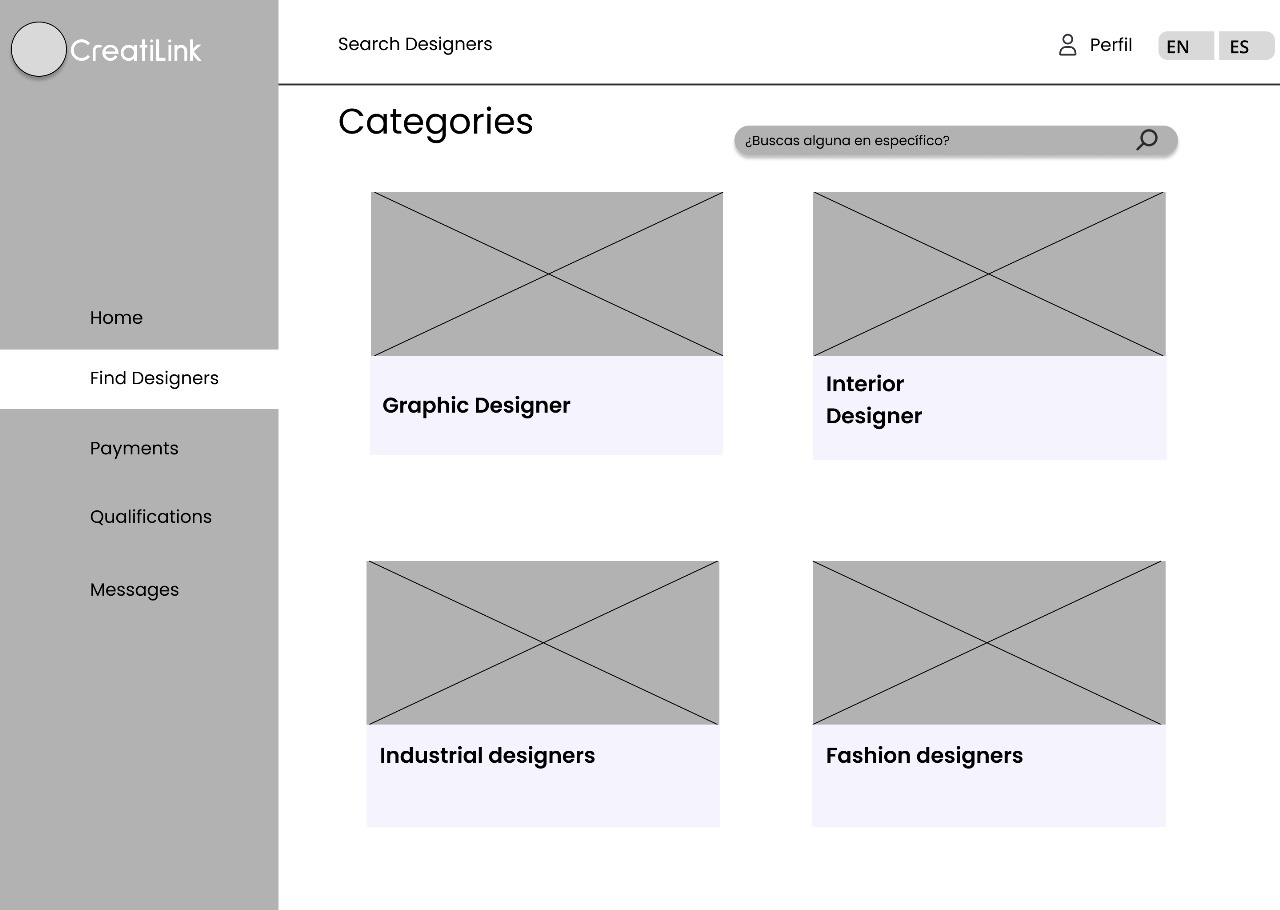 CreatiLink
Search Designers
Perfil
EN
ES
Categories
¿Buscas alguna en específico?
Home
Find Designers
Payments
Qualifications
Messages
Graphic Designer
Interior
Designer
Industrial designers
Fashion designers